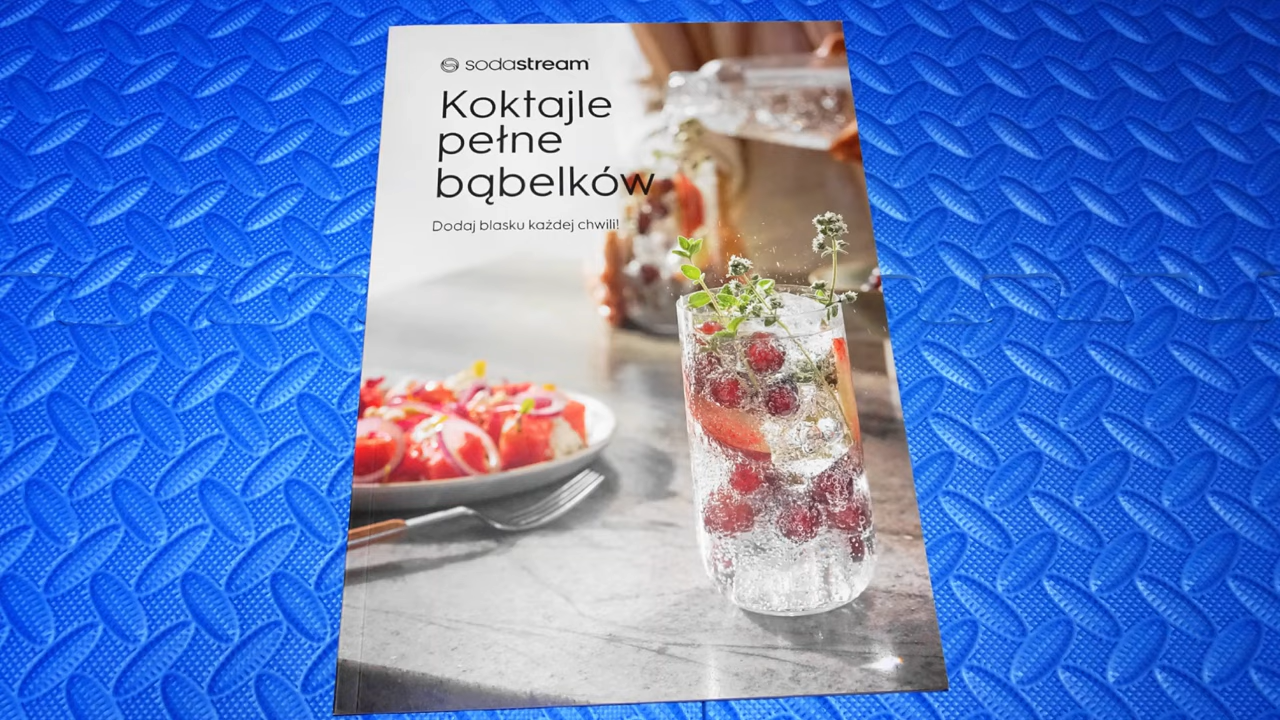 sodastream
Koktajle
pełne
bąbelków
Dodaj blasku każdej chwili!